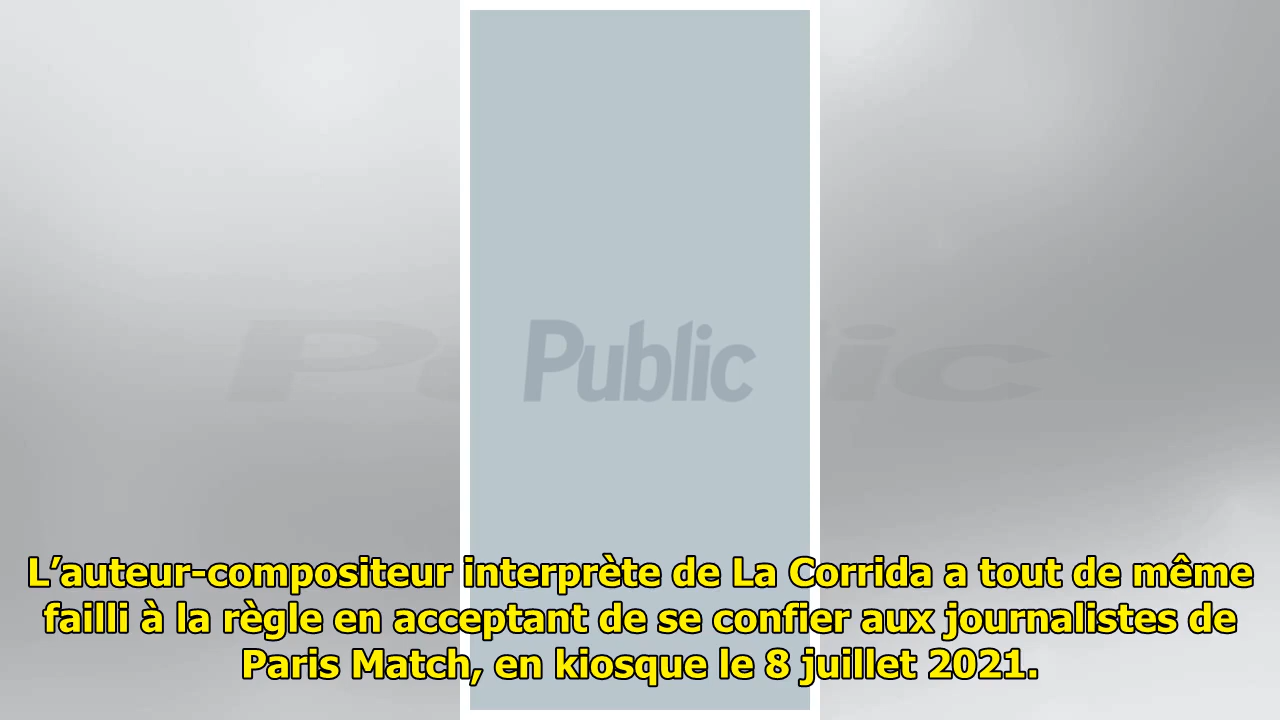 Public
Public
L’auteur-compositeur interprète de La Corrida a tout de même
failli à la règle en acceptant de se confier aux journalistes de
Paris Match, en kiosque le 8 juillet 2021.